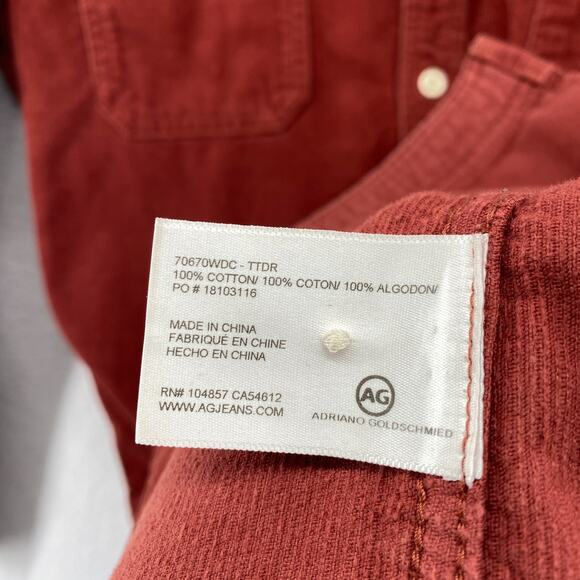 70670WDC - TTDR
100% COTTON/ 100% COTON/ 100% ALGODON/
PO # 18103116
MADE IN CHINA
FABRIQUÉ EN CHINE
HECHO EN CHINA
RN# 104857 CA54612
WWW.AGJEANS.COM
AG
ADRIANO GOLDSCHMIED